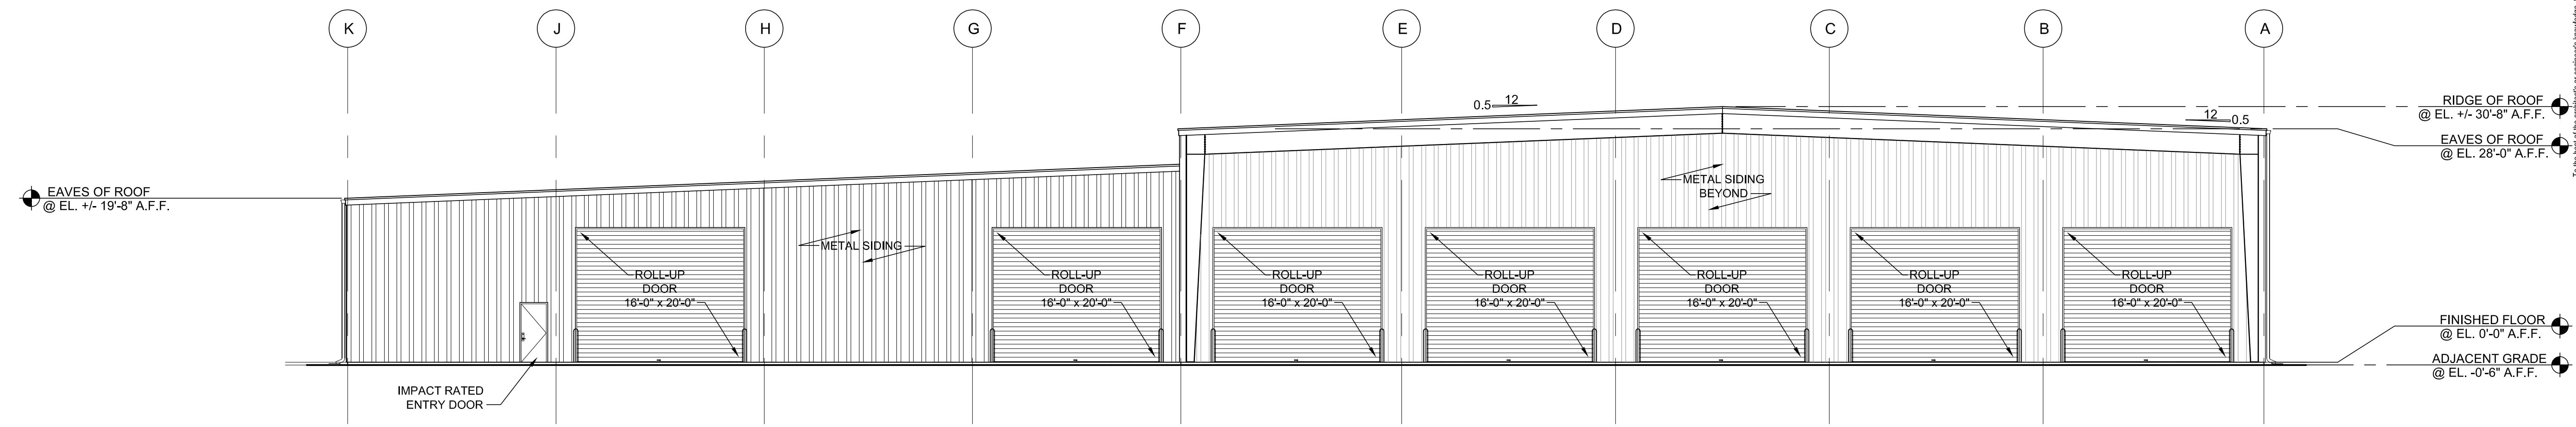 K
J
H
G
F
E
D
C
B
A
0.5
12
12
0.5
RIDGE OF ROOF
@ EL. +/- 30'-8" A.F.F.
EAVES OF ROOF
@ EL. 28'-0" A.F.F.
EAVES OF ROOF
@ EL. +/- 19'-8" A.F.F.
METAL SIDING
BEYOND
METAL SIDING
ROLL-UP
DOOR
16'-0" x 20'-0"
ROLL-UP
DOOR
16'-0" x 20'-0"
ROLL-UP
DOOR
16'-0" x 20'-0"
ROLL-UP
DOOR
16'-0" x 20'-0"
ROLL-UP
DOOR
16'-0" x 20'-0"
ROLL-UP
DOOR
16'-0" x 20'-0"
ROLL-UP
DOOR
16'-0" x 20'-0"
FINISHED FLOOR
@ EL. 0'-0" A.F.F.
ADJACENT GRADE
@ EL. -0'-6" A.F.F.
IMPACT RATED
ENTRY DOOR